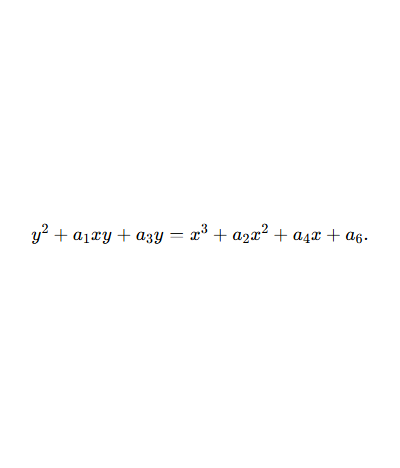 y² + a₁xy + a₃y = x³ + a₂x² + a₄x + a₆.